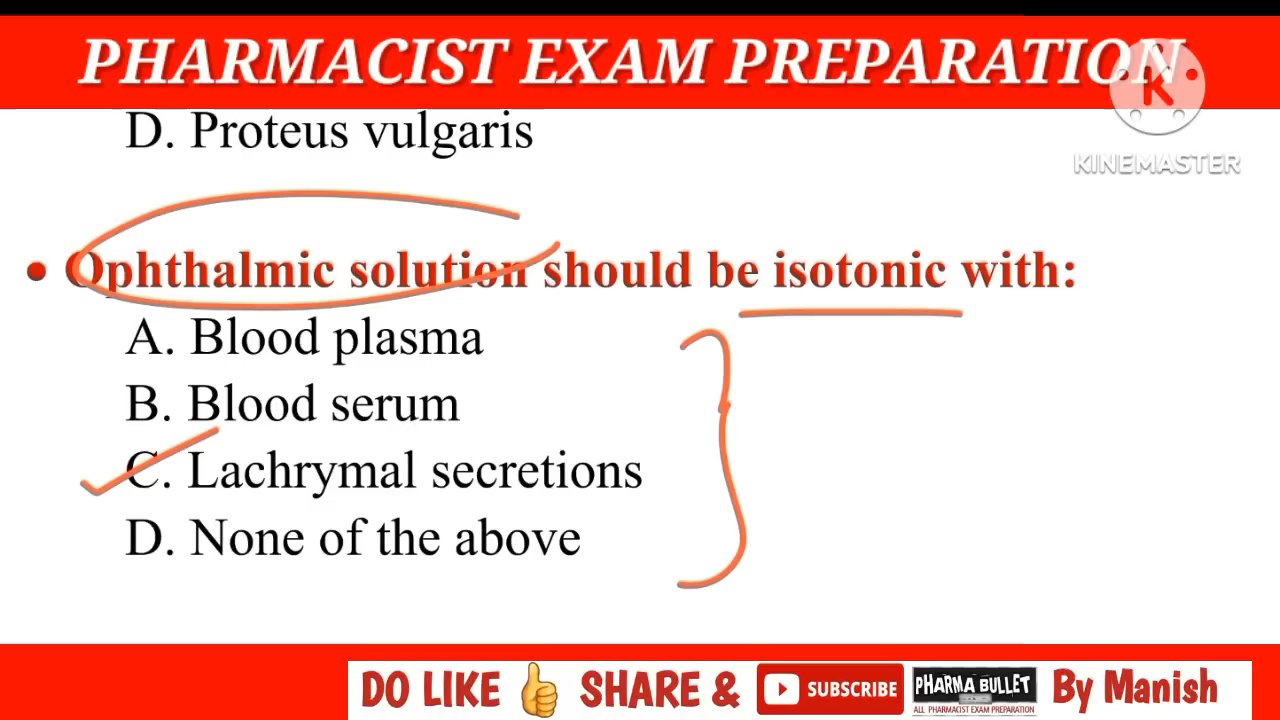 PHARMACIST EXAM PREPARATION
K
KINEMASTER
D. Proteus vulgaris
• Ophthalmic solution should be isotonic with:
A. Blood plasma
B. Blood serum
C. Lachrymal secretions
D. None of the above
DO LIKE 👍 SHARE & SUBSCRIBE PHARMA BULLET By Manish
ALL PHARMACIST EXAM PREPARATION